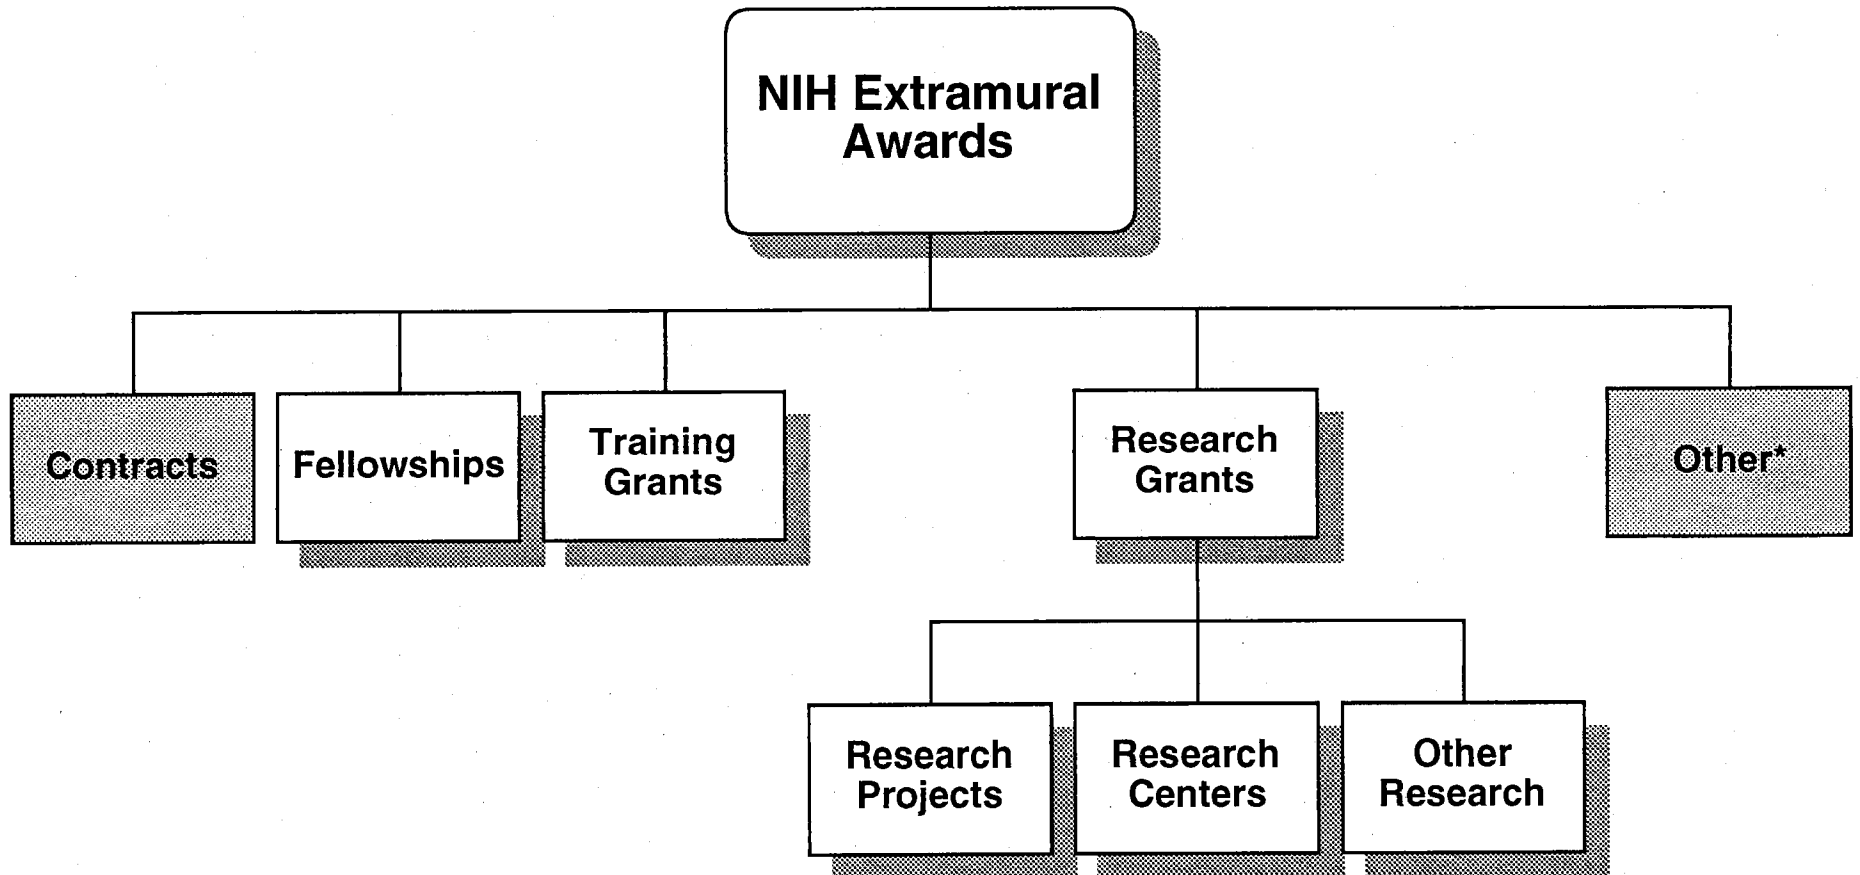 NIH Extramural
Awards
Contracts
Fellowships
Training
Grants
Research
Grants
Other*
Research
Projects
Research
Centers
Other
Research